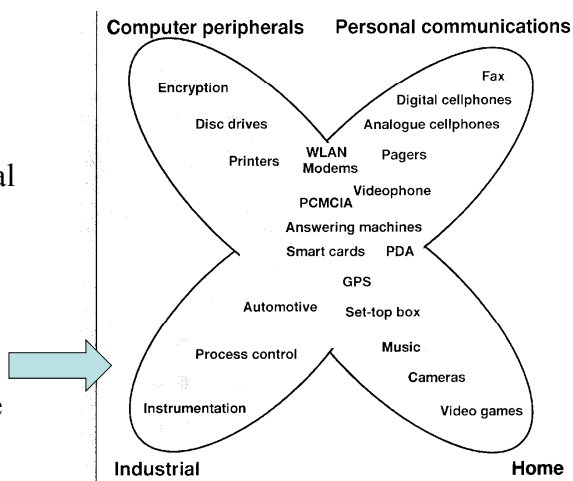 Computer peripherals
Personal communications
Encryption
Fax
Digital cellphones
Disc drives
Analogue cellphones
Printers
WLAN
Modems
Pagers
Videophone
PCMCIA
Answering machines
Smart cards
PDA
GPS
Automotive
Set-top box
Process control
Music
Cameras
Instrumentation
Video games
Industrial
Home